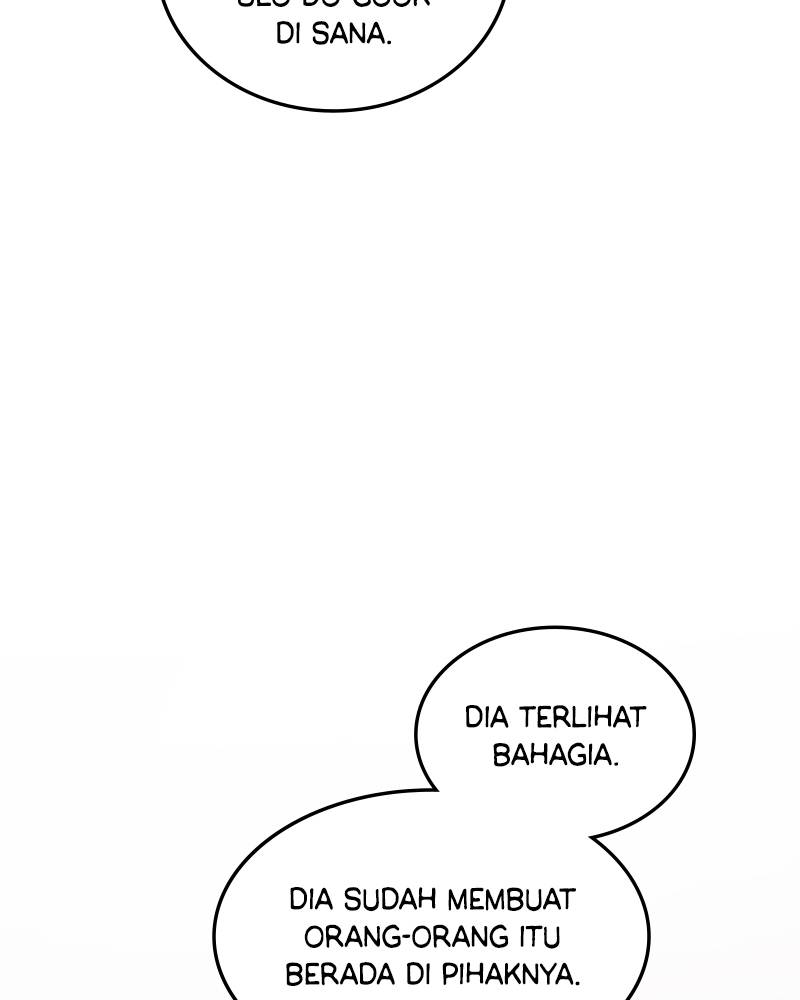 DI SANA.
DIA TERLIHAT
BAHAGIA.
DIA SUDAH MEMBUAT
ORANG-ORANG ITU
BERADA DI PIHAKNYA.